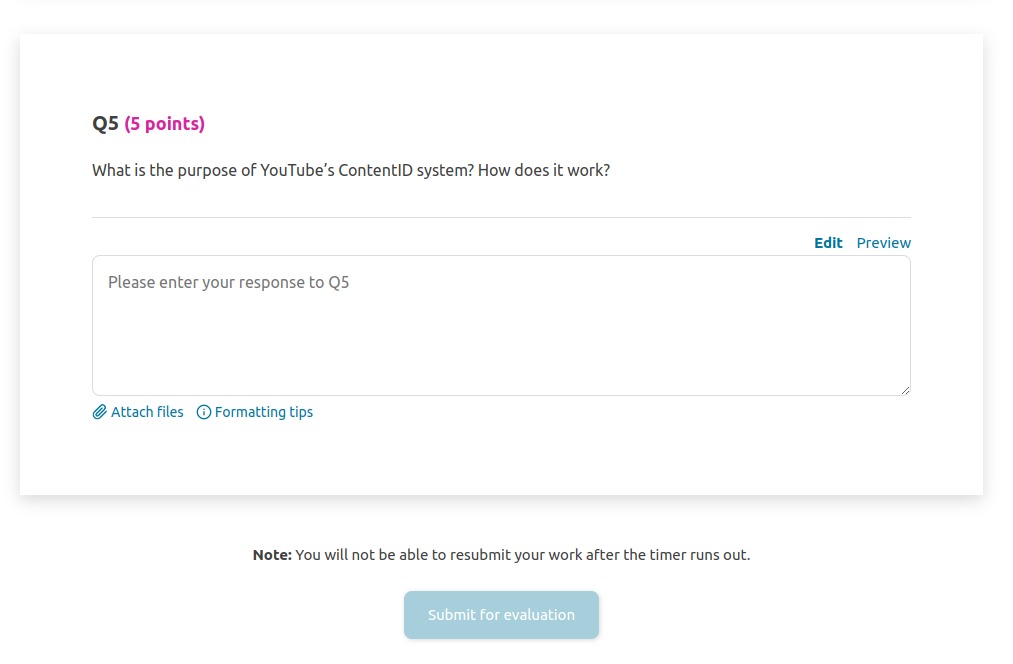 Q5 (5 points)
What is the purpose of YouTube’s ContentID system? How does it work?
Edit Preview
Please enter your response to Q5
Attach files Formatting tips
Note: You will not be able to resubmit your work after the timer runs out.
Submit for evaluation